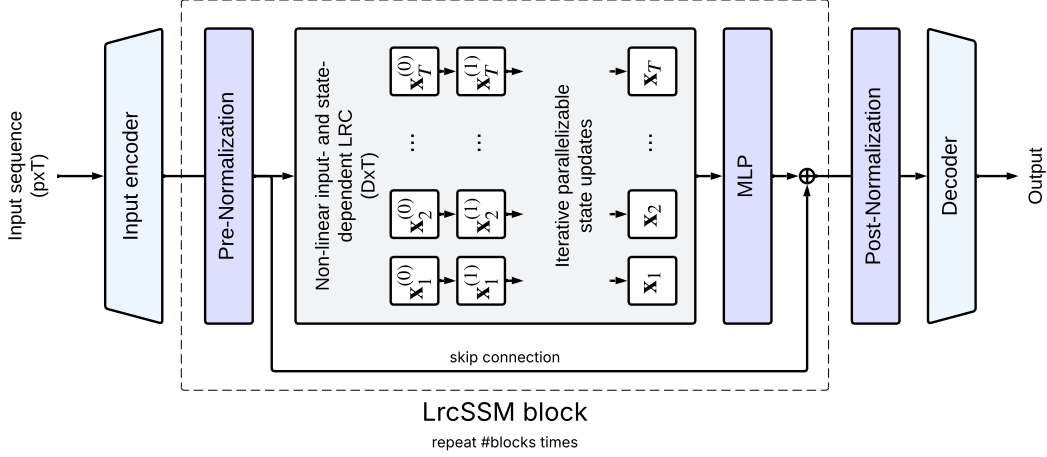 Input sequence
(pxT)
Input encoder
Pre-Normalization
Non-linear input- and state-
dependent LRC
(DxT)
x_T^(0)
x_T^(1)
x_T
...
...
...
x_2^(0)
x_2^(1)
x_2
x_1^(0)
x_1^(1)
x_1
Iterative parallelizable
state updates
MLP
Post-Normalization
Decoder
Output
skip connection
LrcSSM block
repeat #blocks times